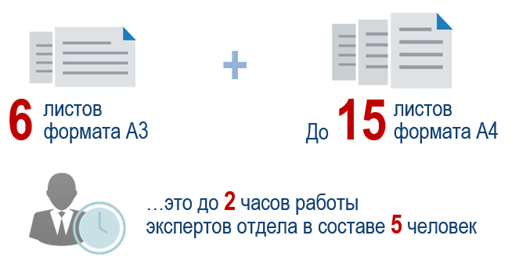 6 листов
формата А3
+
До 15 листов
формата А4
...это до 2 часов работы
экспертов отдела в составе 5 человек